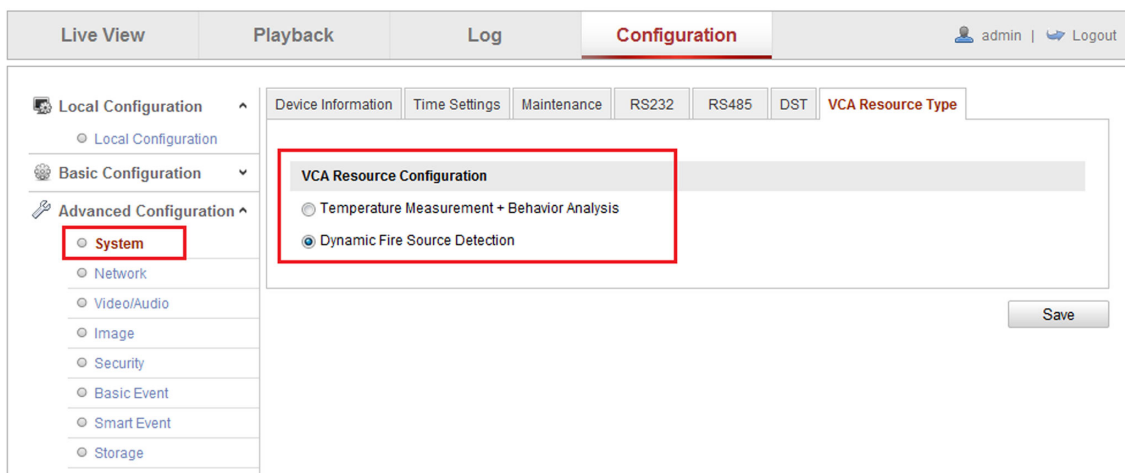 Live View Playback Log Configuration admin | Logout
Local Configuration
Local Configuration
Basic Configuration
Advanced Configuration
System
Network
Video/Audio
Image
Security
Basic Event
Smart Event
Storage
Device Information Time Settings Maintenance RS232 RS485 DST VCA Resource Type
VCA Resource Configuration
Temperature Measurement + Behavior Analysis
Dynamic Fire Source Detection
Save